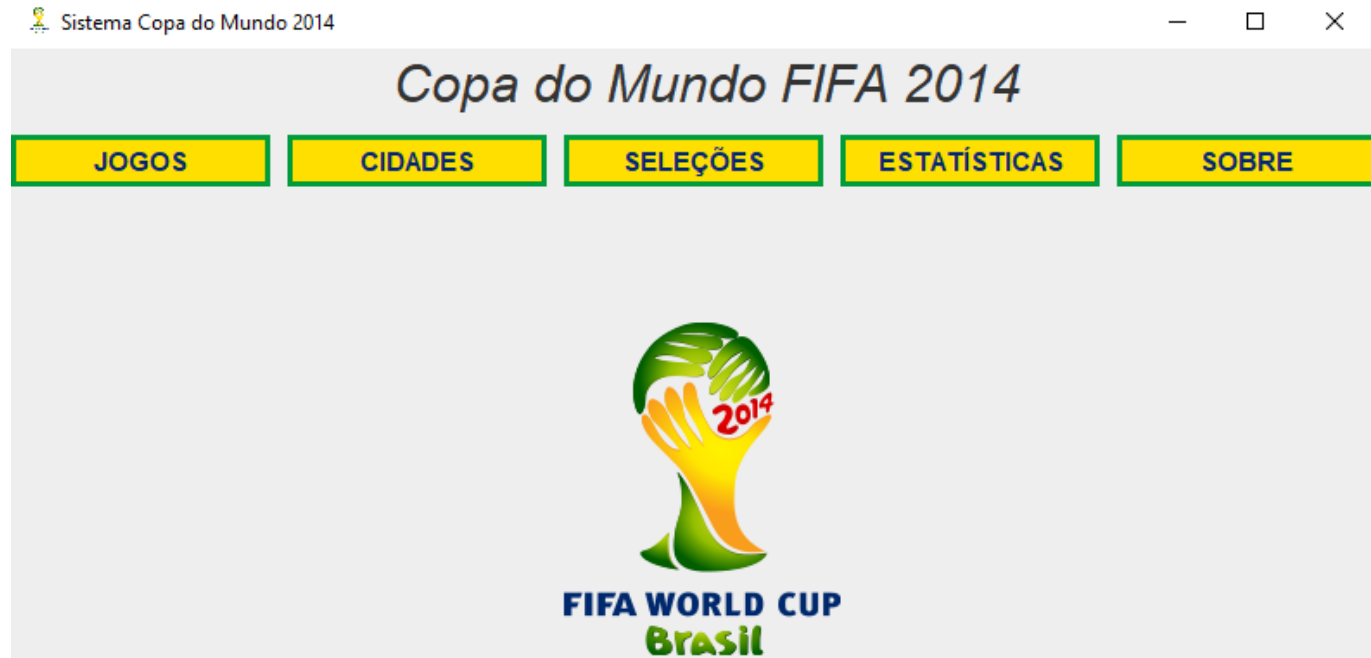 Sistema Copa do Mundo 2014
Copa do Mundo FIFA 2014
JOGOS CIDADES SELEÇÕES ESTATÍSTICAS SOBRE
2014
FIFA WORLD CUP
Brasil